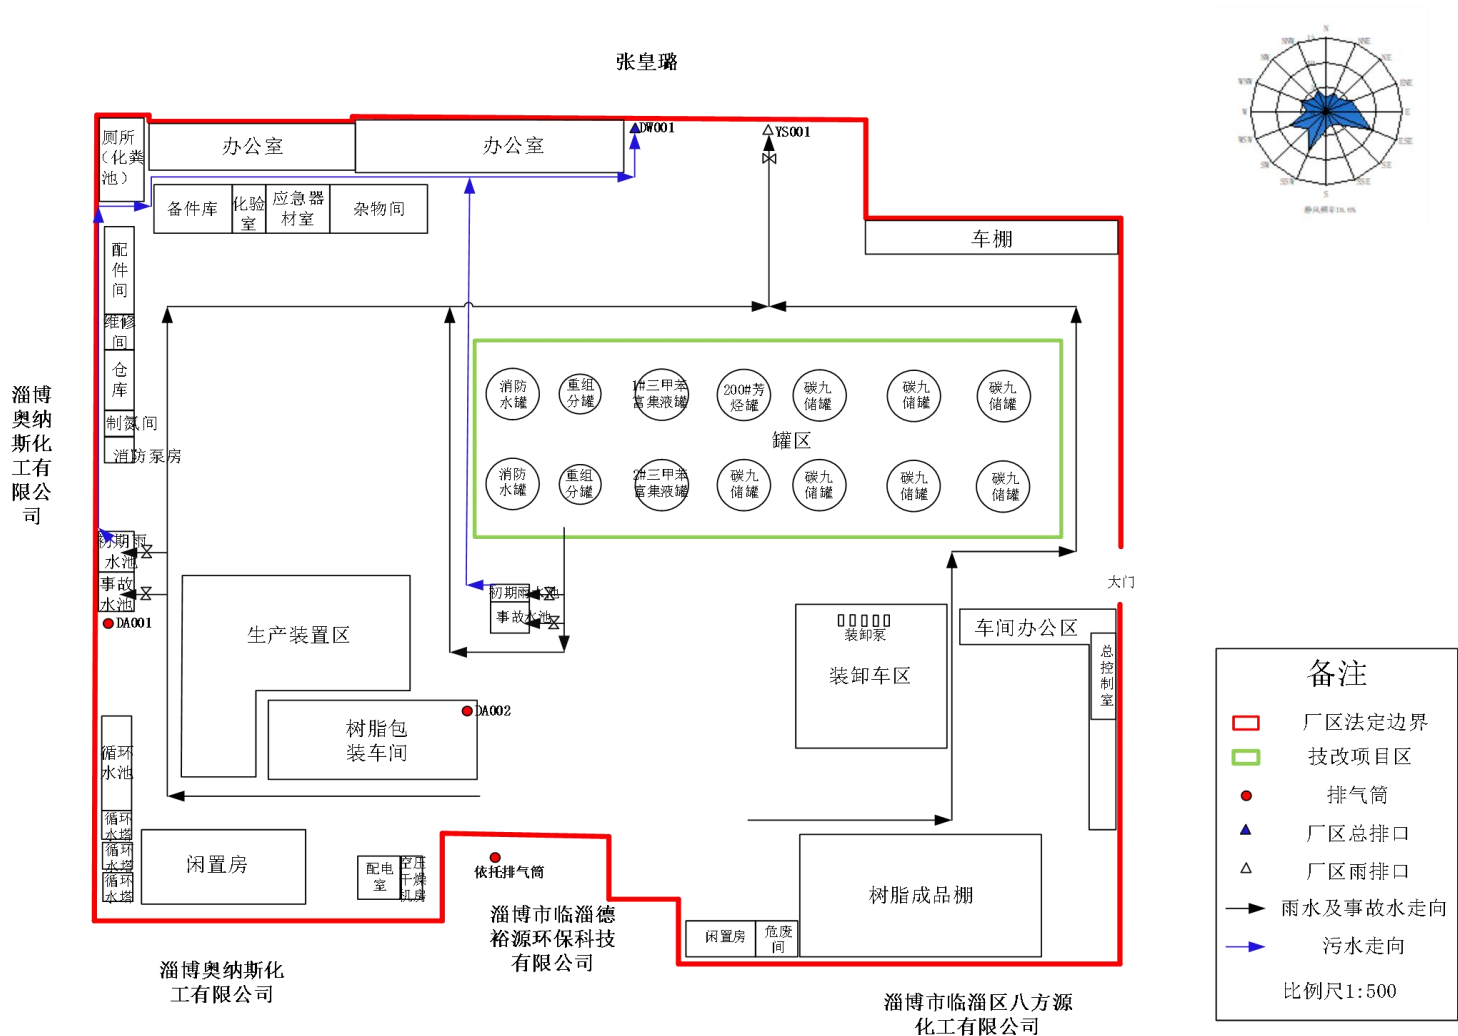 张皇璐
N
NNE
NE
ENE
E
ESE
SE
SSE
S
SSW
SW
WSW
W
WNW
NW
NNW
厕所
（化粪
池）
办公室
办公室
DW001
YS001
备件库
化验
室
应急器
材室
杂物间
车棚
配
件
间
维修
间
仓
库
制氮间
消防泵房
淄博
奥纳
斯化
工有
限公
司
消防
水罐
重组
分罐
1#三甲苯
富集液罐
200#芳
烃罐
碳九
储罐
碳九
储罐
碳九
储罐
罐区
消防
水罐
重组
分罐
2#三甲苯
富集液罐
碳九
储罐
碳九
储罐
碳九
储罐
碳九
储罐
初期雨
水池
事故
水池
DA001
初期雨水池
事故水池
大门
生产装置区
装卸泵
装卸车区
车间办公区
总
控
制
室
树脂包
装车间
DA002
循环
水池
循环
水塔
循环
水塔
循环
水塔
闲置房
配电
室
空压
干燥
机房
依托排气筒
树脂成品棚
闲置房
危废
间
淄博市临淄德
裕源环保科技
有限公司
淄博奥纳斯化
工有限公司
淄博市临淄区八方源
化工有限公司
备注
厂区法定边界
技改项目区
排气筒
厂区总排口
厂区雨排口
雨水及事故水走向
污水走向
比例尺1:500